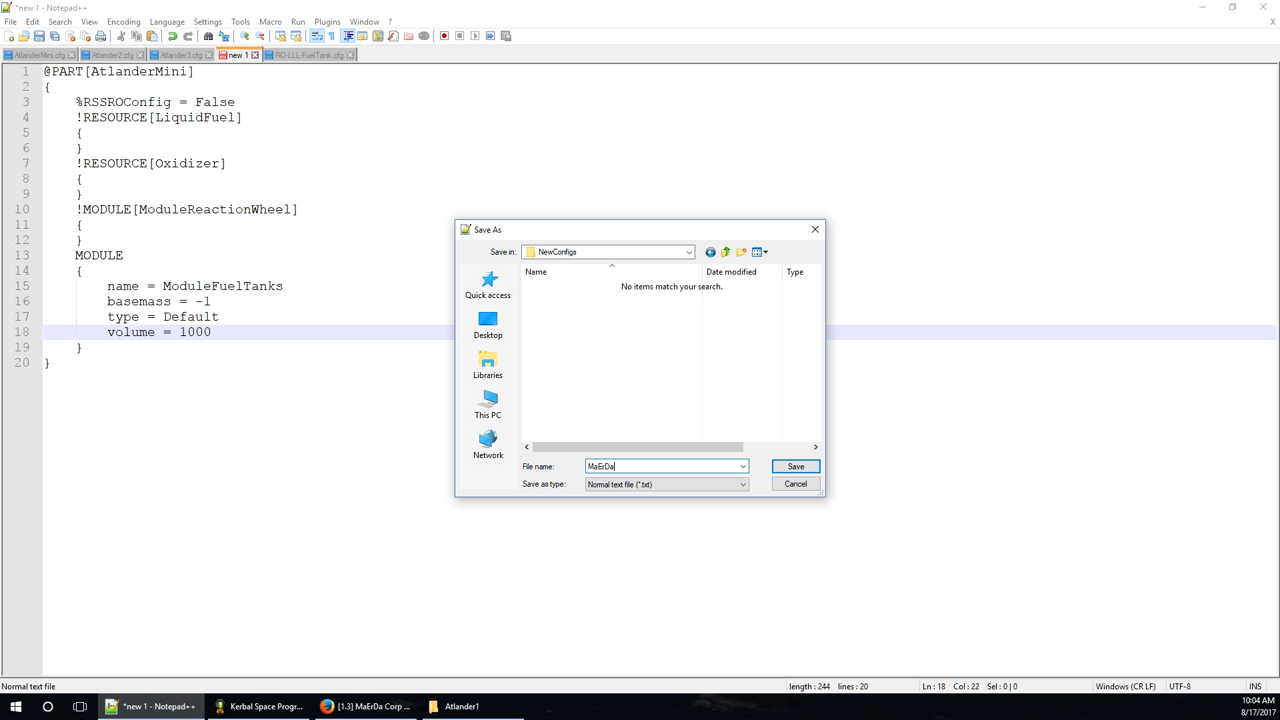 *new 1 - Notepad++
File Edit Search View Encoding Language Settings Tools Macro Run Plugins Window ? X
AtlanderMini.cfg Atlander2.cfg Atlander3.cfg new 1 RO-LLL-FuelTank.cfg
1 @PART[AtlanderMini]
2 {
3 %RSSROConfig = False
4 !RESOURCE[LiquidFuel]
5 {
6 }
7 !RESOURCE[Oxidizer]
8 {
9 }
10 !MODULE[ModuleReactionWheel]
11 {
12 }
13 MODULE
14 {
15 name = ModuleFuelTanks
16 basemass = -1
17 type = Default
18 volume = 1000
19 }
20 }
Save As
Save in: NewConfigs
Name Date modified Type
No items match your search.
Quick access
Desktop
Libraries
This PC
Network
File name: MaErDa
Save
Save as type: Normal text file (*.txt)
Cancel
Normal text file length : 244 lines : 20 Ln : 18 Col : 22 Sel : 0 | 0 Windows (CR LF) UTF-8 INS
*new 1 - Notepad++ Kerbal Space Progr... [1.3] MaErDa Corp ... Atlander1
10:04 AM
8/17/2017